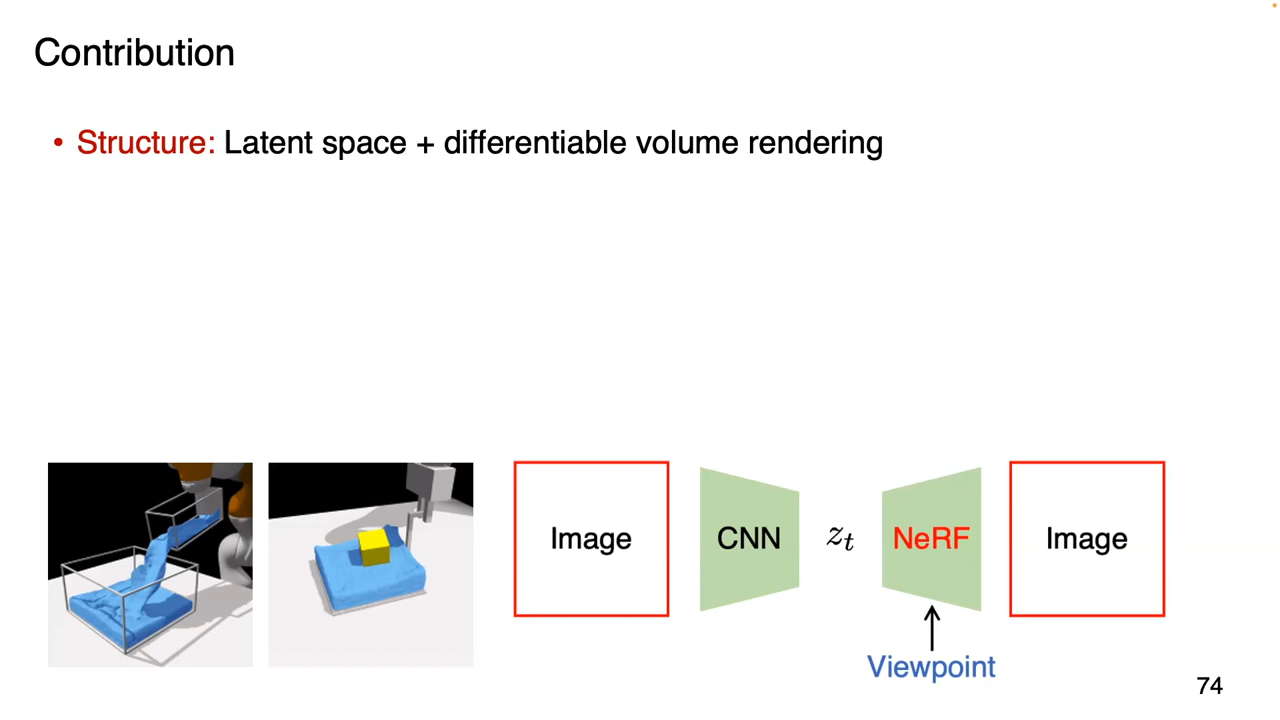 Contribution
• Structure: Latent space + differentiable volume rendering
Image
CNN
z_t
NeRF
Image
Viewpoint
74